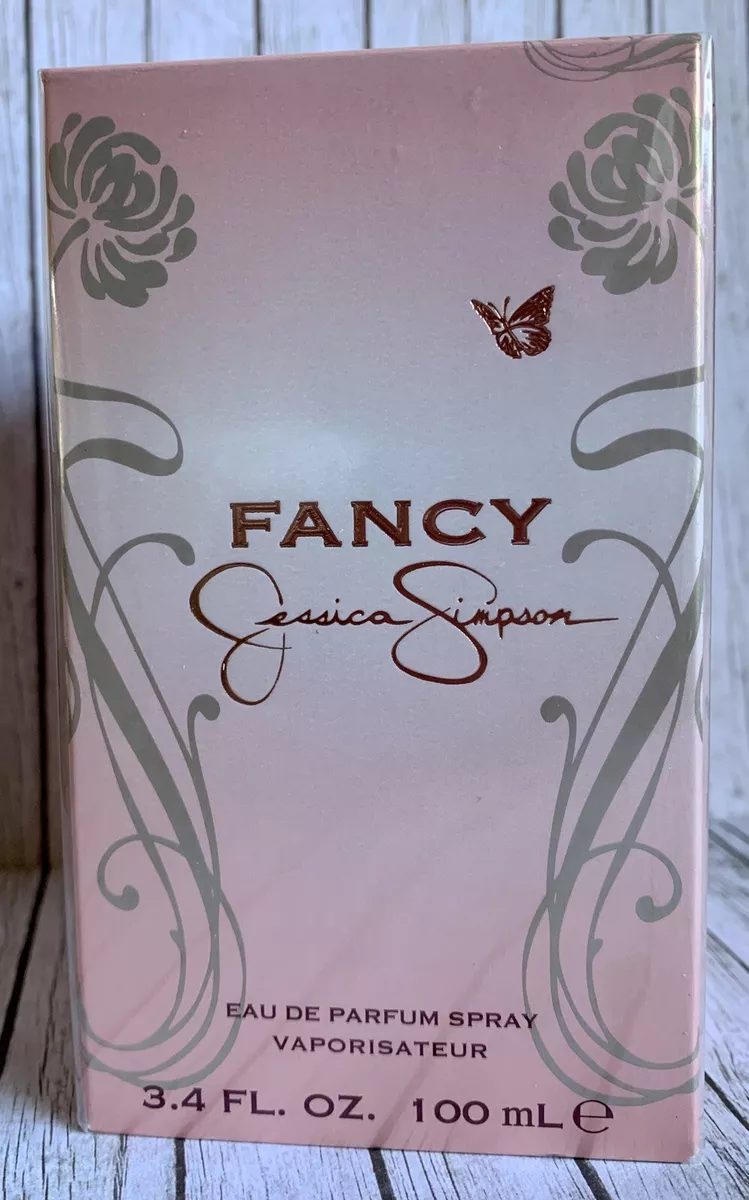 FANCY
Jessica Simpson
EAU DE PARFUM SPRAY
VAPORISATEUR
3.4 FL. OZ. 100 mL ℮